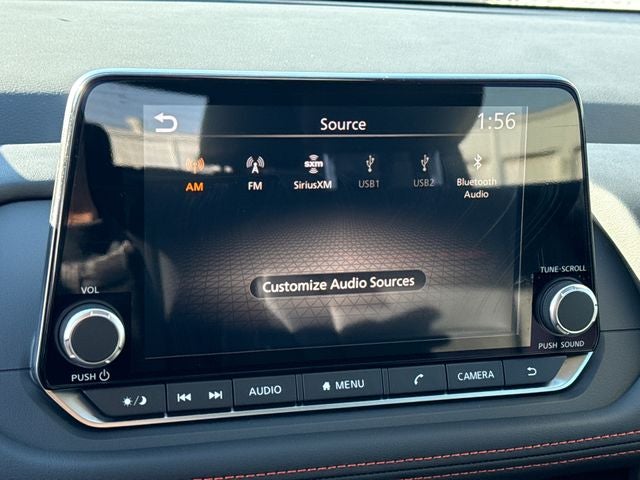 Source 1:56
AM FM sxm SiriusXM USB1 USB2 Bluetooth
Audio
Customize Audio Sources
VOL
PUSH
TUNE·SCROLL
PUSH SOUND
AUDIO MENU CAMERA